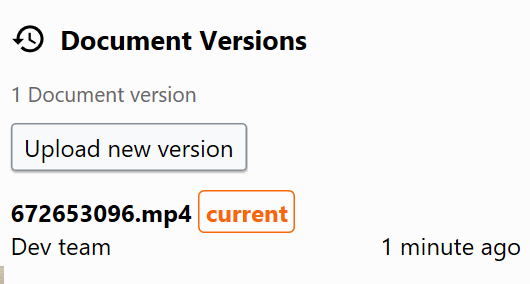 Document Versions
1 Document version
Upload new version
672653096.mp4 current
Dev team 1 minute ago